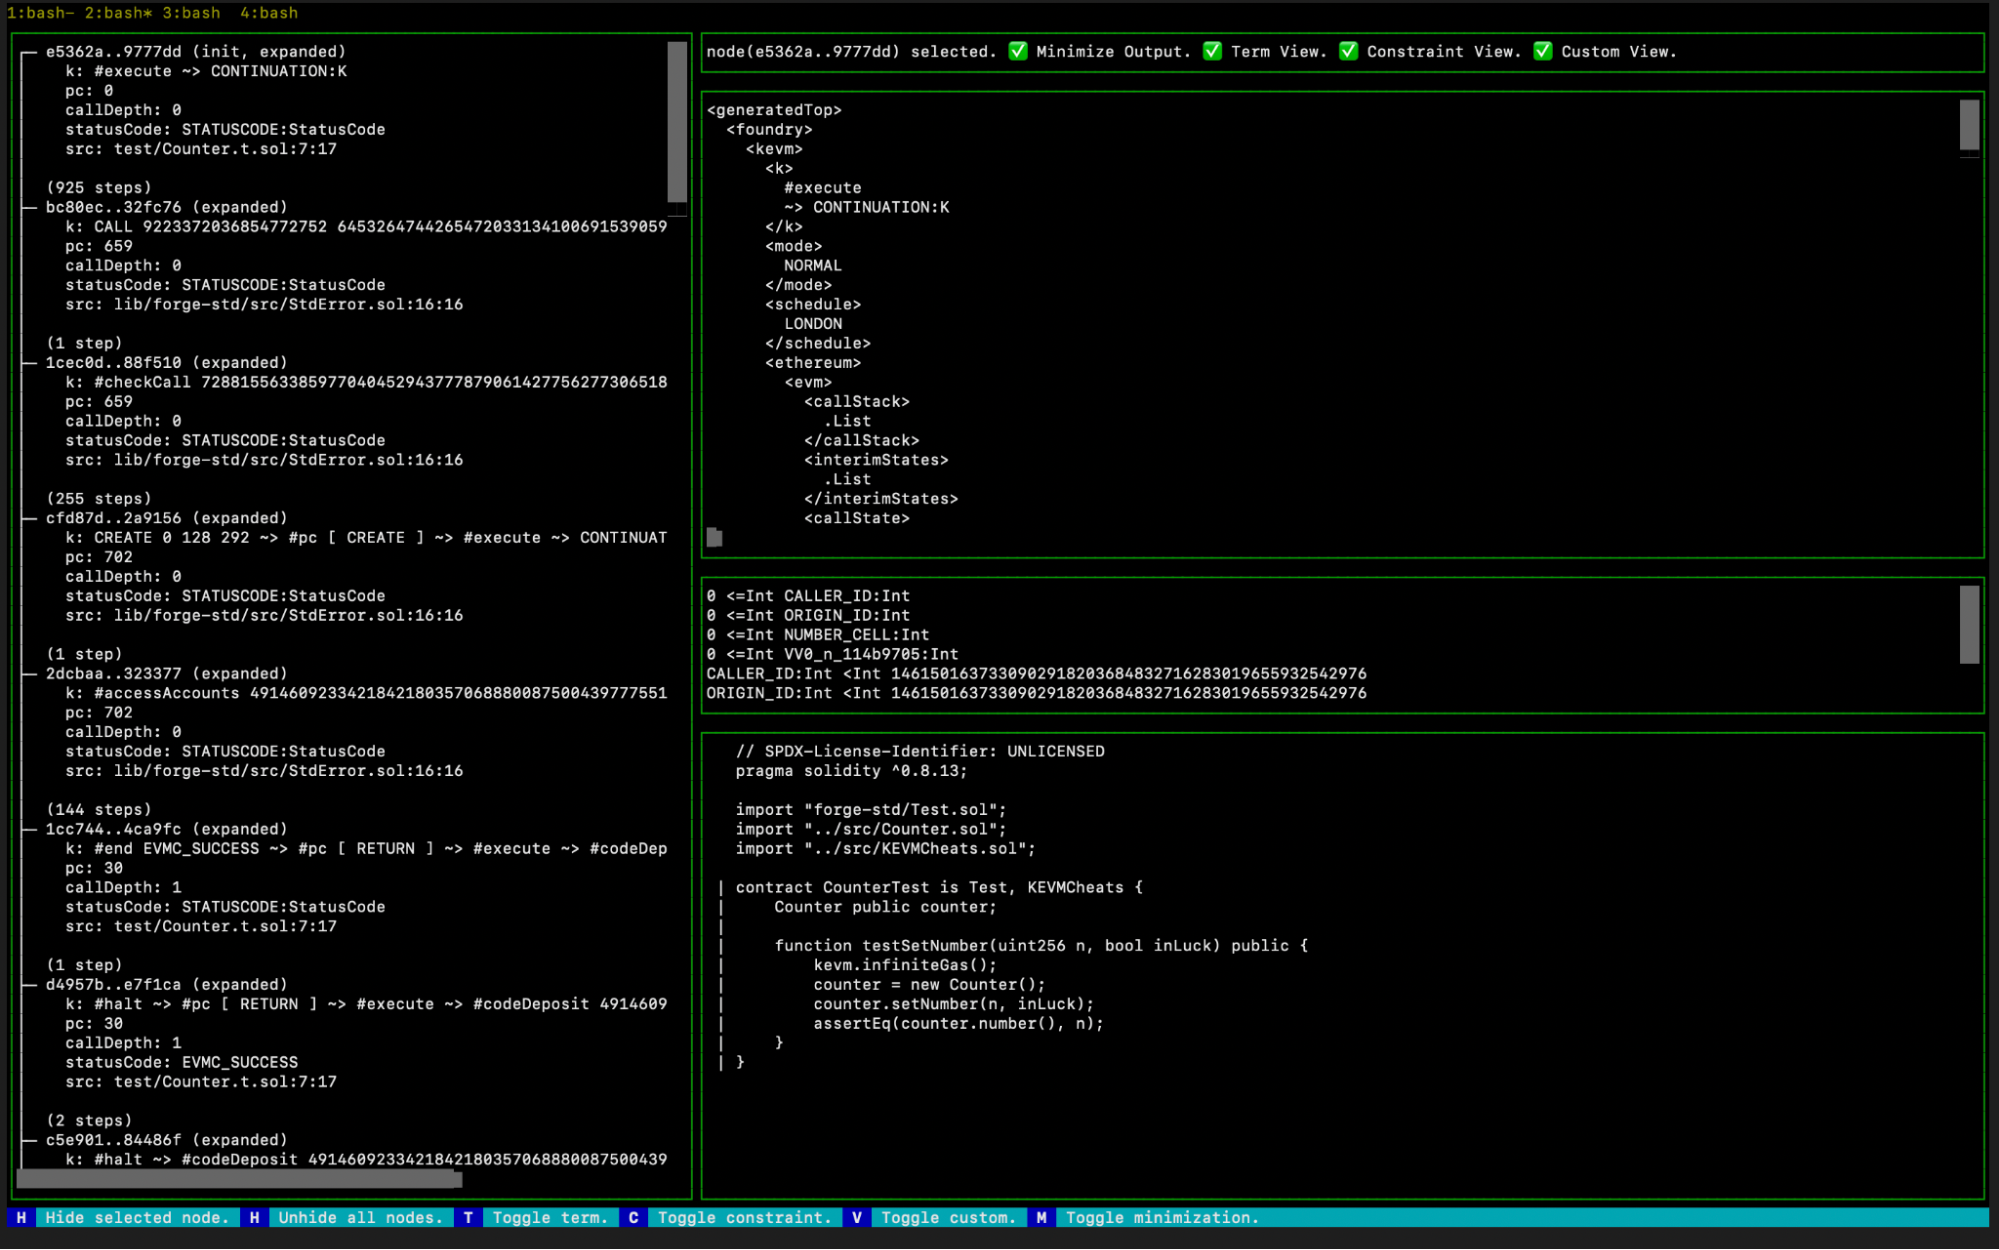 1:bash- 2:bash* 3:bash  4:bash
e5362a..9777dd (init, expanded)
k: #execute ~> CONTINUATION:K
pc: 0
callDepth: 0
statusCode: STATUSCODE:StatusCode
src: test/Counter.t.sol:7:17
(925 steps)
bc80ec..32fc76 (expanded)
k: CALL 9223372036854772752 645326474426547203313410069153905​9
pc: 659
callDepth: 0
statusCode: STATUSCODE:StatusCode
src: lib/forge-std/src/StdError.sol:16:16
(1 step)
1cec0d..88f510 (expanded)
k: #checkCall 728815563385977040452943777879061427756277306518
pc: 659
callDepth: 0
statusCode: STATUSCODE:StatusCode
src: lib/forge-std/src/StdError.sol:16:16
(255 steps)
cfd87d..2a9156 (expanded)
k: CREATE 0 128 292 ~> #pc [ CREATE ] ~> #execute ~> CONTINUAT
pc: 702
callDepth: 0
statusCode: STATUSCODE:StatusCode
src: lib/forge-std/src/StdError.sol:16:16
(1 step)
2dcbaa..323377 (expanded)
k: #accessAccounts 49146092334218421803570688800875004397​77551
pc: 702
callDepth: 0
statusCode: STATUSCODE:StatusCode
src: lib/forge-std/src/StdError.sol:16:16
(144 steps)
1cc744..4ca9fc (expanded)
k: #end EVMC_SUCCESS ~> #pc [ RETURN ] ~> #execute ~> #codeDep
pc: 30
callDepth: 1
statusCode: STATUSCODE:StatusCode
src: test/Counter.t.sol:7:17
(1 step)
d4957b..e7f1ca (expanded)
k: #halt ~> #pc [ RETURN ] ~> #execute ~> #codeDeposit 4914609
pc: 30
callDepth: 1
statusCode: EVMC_SUCCESS
src: test/Counter.t.sol:7:17
(2 steps)
c5e901..84486f (expanded)
k: #halt ~> #codeDeposit 4914609233421842180357068880087500439
node(e5362a..9777dd) selected. ✅ Minimize Output. ✅ Term View. ✅ Constraint View. ✅ Custom View.
<generatedTop>
<foundry>
<kevm>
<k>
#execute
~> CONTINUATION:K
</k>
<mode>
NORMAL
</mode>
<schedule>
LONDON
</schedule>
<ethereum>
<evm>
<callStack>
.List
</callStack>
<interimStates>
.List
</interimStates>
<callState>
0 <=Int CALLER_ID:Int
0 <=Int ORIGIN_ID:Int
0 <=Int NUMBER_CELL:Int
0 <=Int VV0_n_114b9705:Int
CALLER_ID:Int <Int 1461501637330902918203684832716283019655932542976
ORIGIN_ID:Int <Int 1461501637330902918203684832716283019655932542976
// SPDX-License-Identifier: UNLICENSED
pragma solidity ^0.8.13;
import "forge-std/Test.sol";
import "../src/Counter.sol";
import "../src/KEVMCheats.sol";
| contract CounterTest is Test, KEVMCheats {
|     Counter public counter;
|
|     function testSetNumber(uint256 n, bool inLuck) public {
|         kevm.infiniteGas();
|         counter = new Counter();
|         counter.setNumber(n, inLuck);
|         assertEq(counter.number(), n);
|     }
| }
H Hide selected node. H Unhide all nodes. T Toggle term. C Toggle constraint. V Toggle custom. M Toggle minimization.